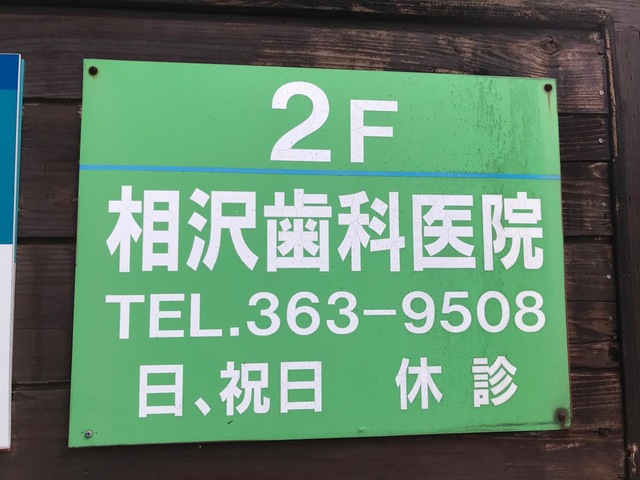 2F
相沢歯科医院
TEL.363-9508
日、祝日 休診